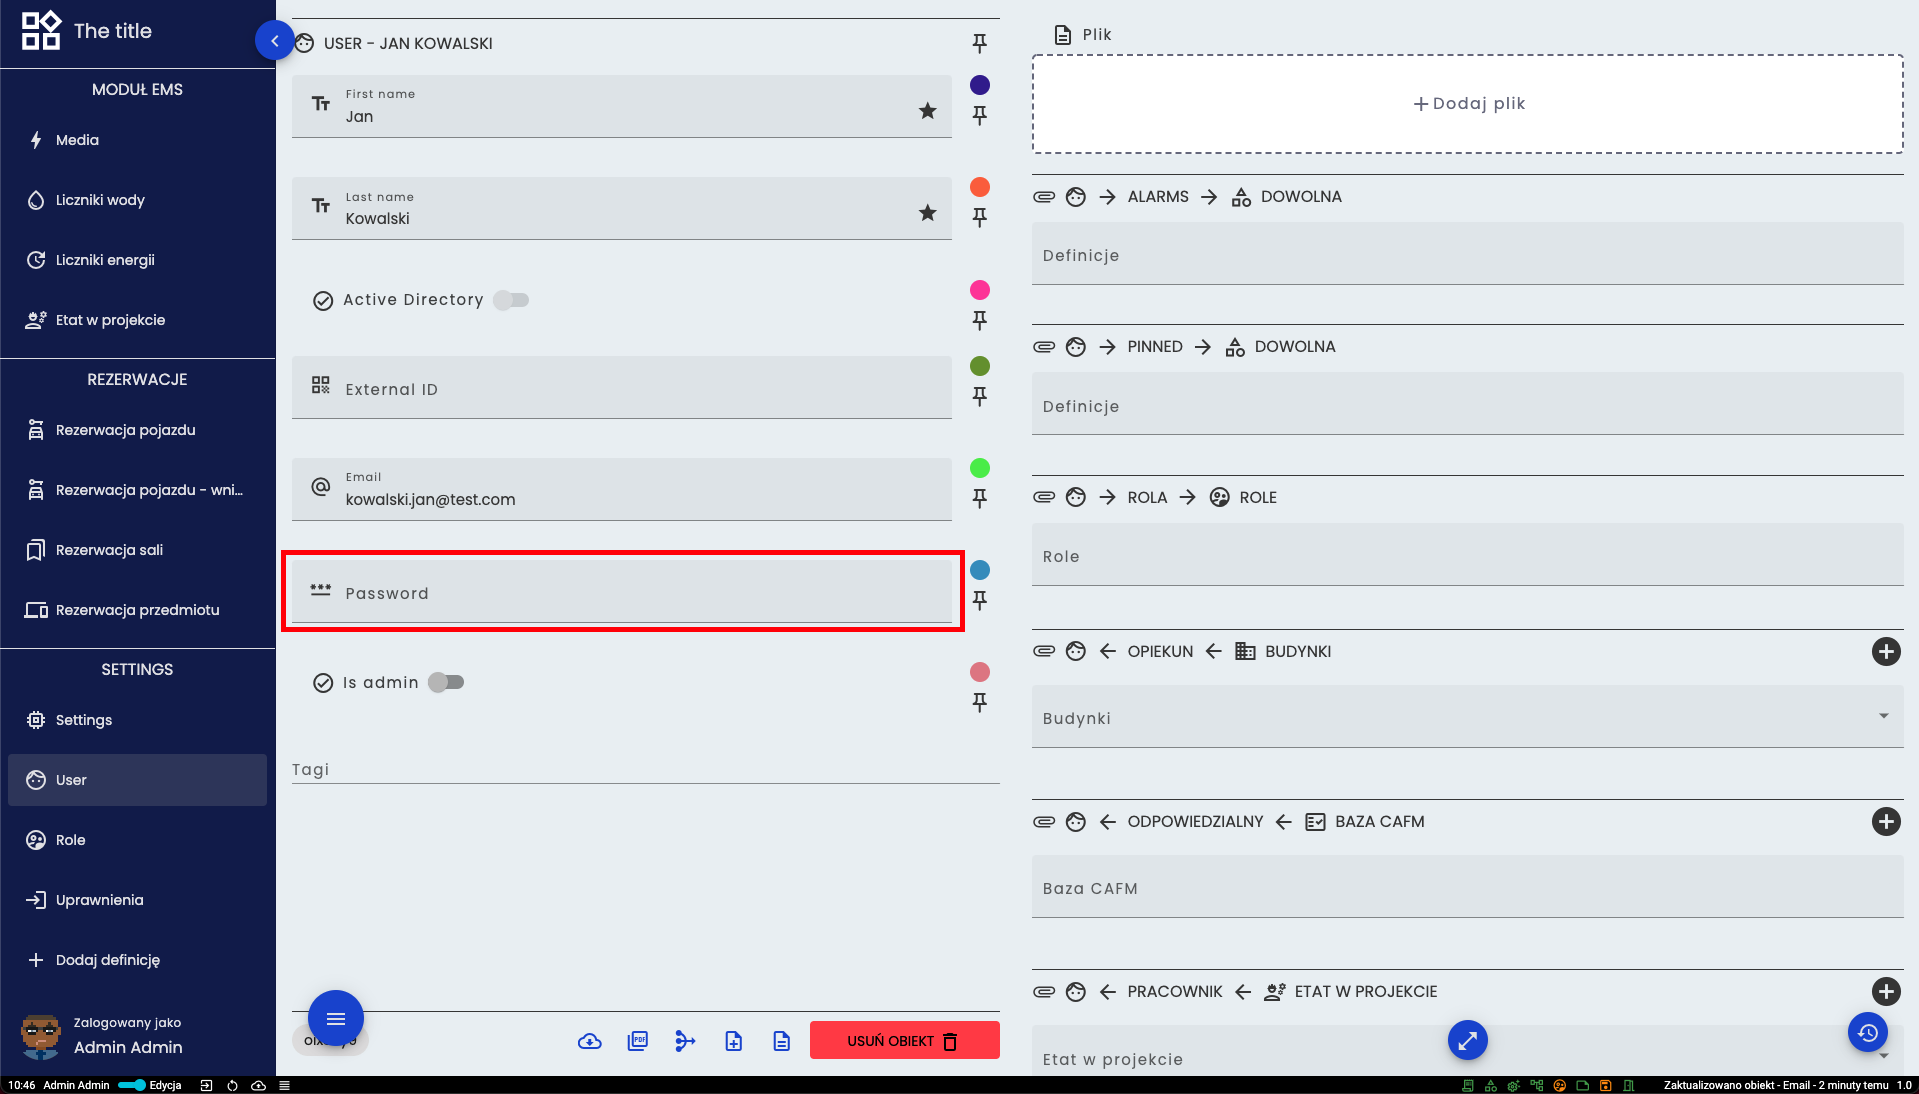 The title
MODUŁ EMS
Media
Liczniki wody
Liczniki energii
Etat w projekcie
REZERWACJE
Rezerwacja pojazdu
Rezerwacja pojazdu - wni...
Rezerwacja sali
Rezerwacja przedmiotu
SETTINGS
Settings
User
Role
Uprawnienia
Dodaj definicję
Zalogowany jako
Admin Admin
USER - JAN KOWALSKI
First name
Jan
Last name
Kowalski
Active Directory
External ID
Email
kowalski.jan@test.com
Password
Is admin
Tagi
PDF
USUŃ OBIEKT
Plik
Dodaj plik
ALARMS DOWOLNA
Definicje
PINNED DOWOLNA
Definicje
ROLA ROLE
Role
OPIEKUN BUDYNKI
Budynki
ODPOWIEDZIALNY BAZA CAFM
Baza CAFM
PRACOWNIK ETAT W PROJEKCIE
Etat w projekcie
10:46 Admin Admin Edycja
Zaktualizowano obiekt - Email - 2 minuty temu 1.0